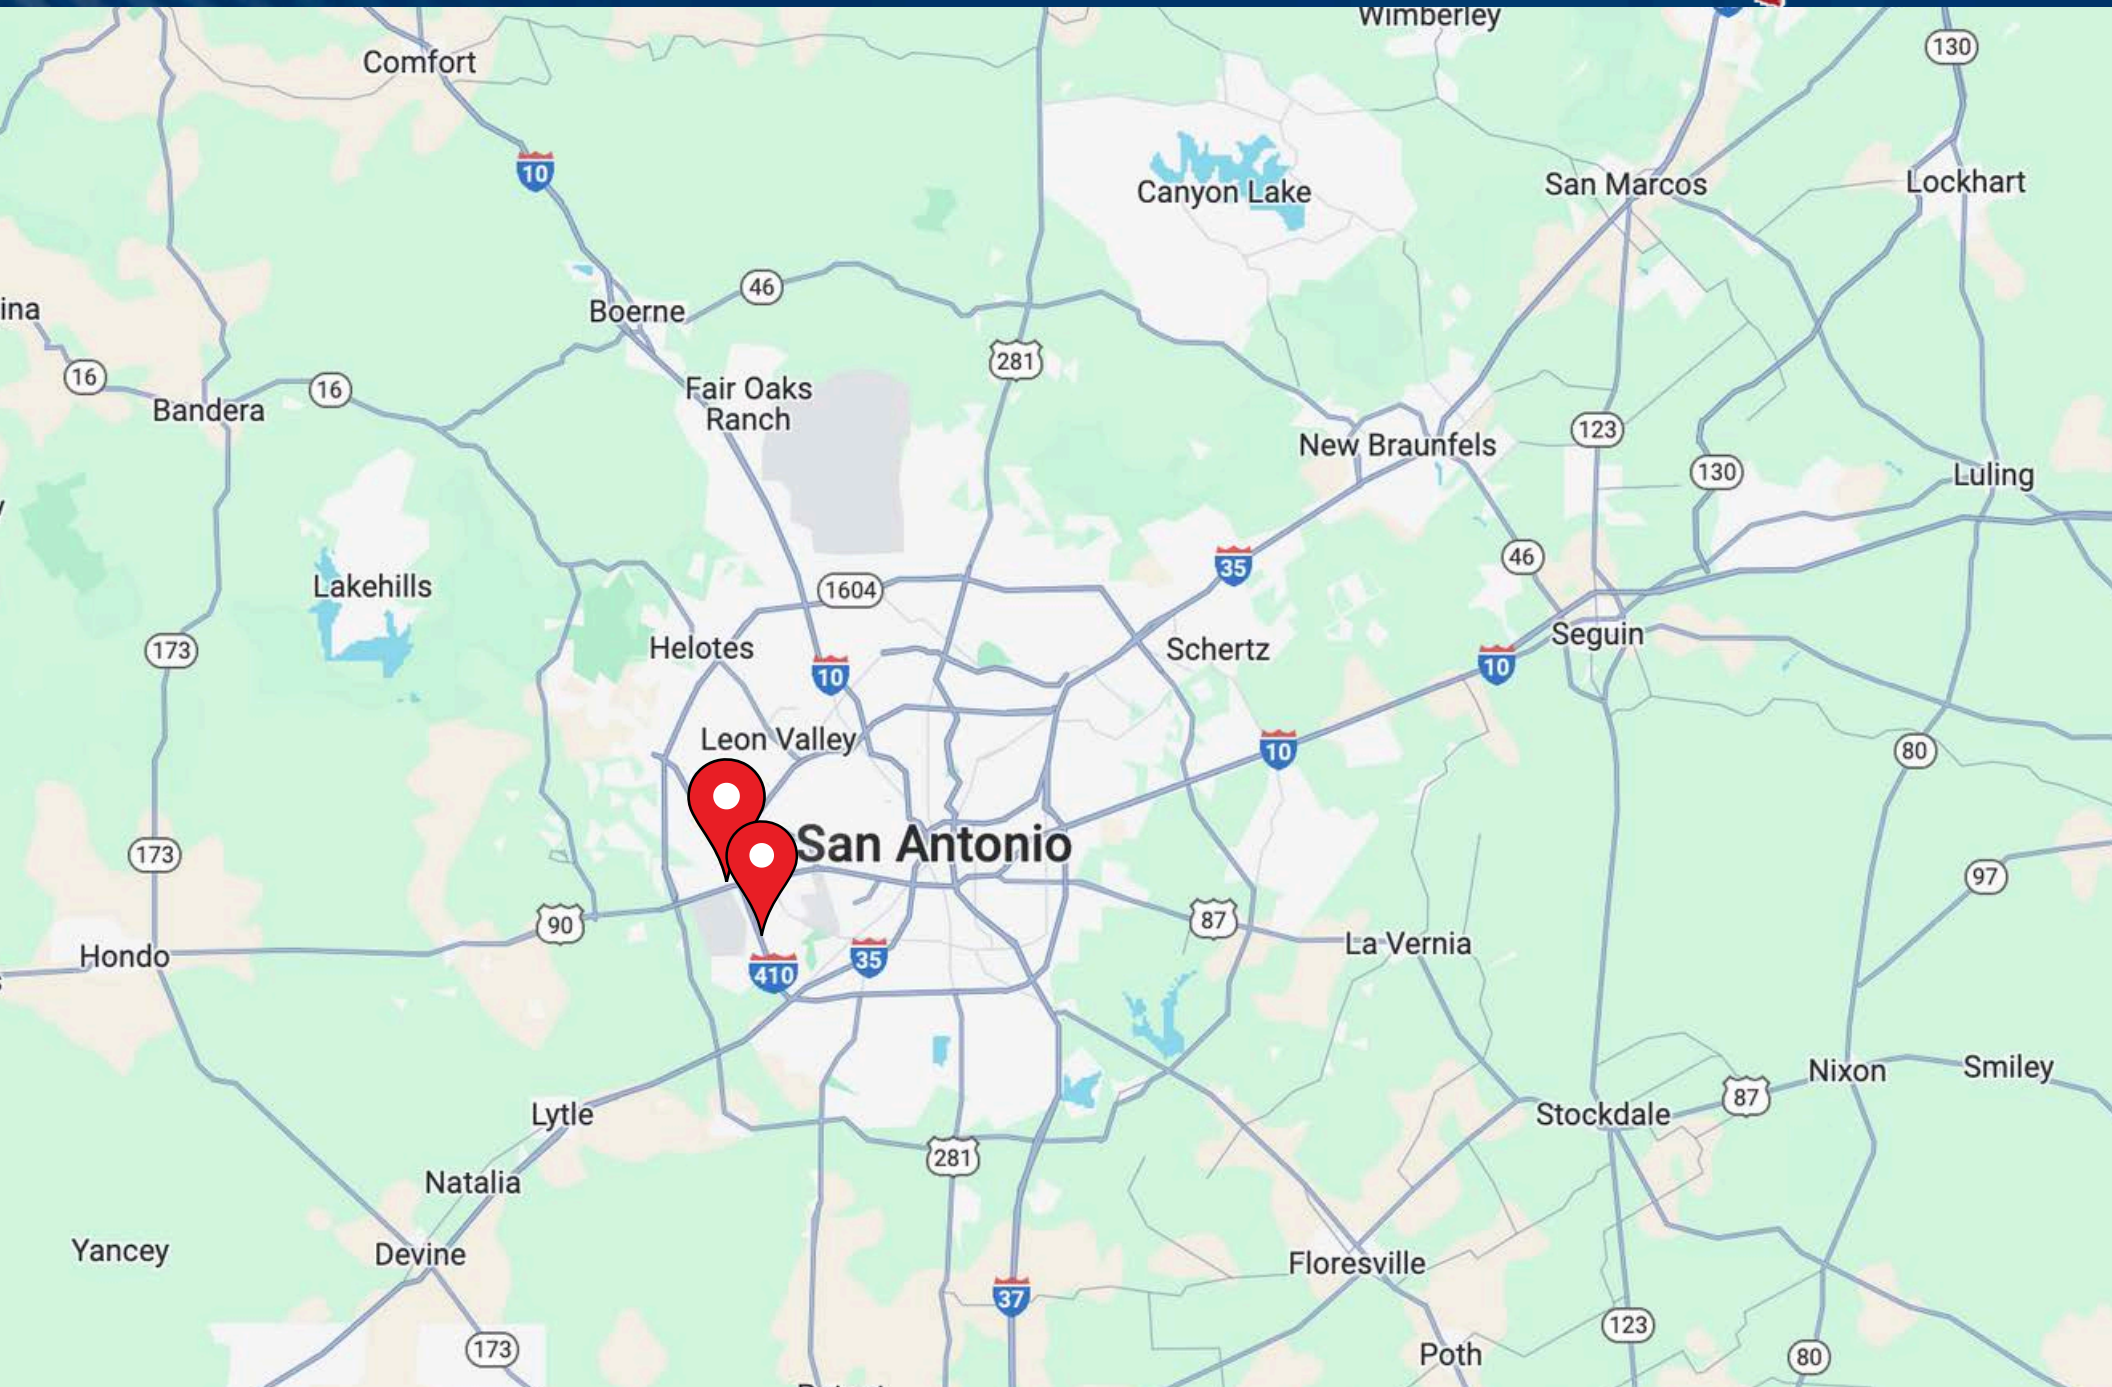 Wimberley
Comfort
130
10
San Marcos
Lockhart
Canyon Lake
46
ina
Boerne
281
16
16
Fair Oaks
Ranch
Bandera
123
New Braunfels
130
Luling
46
35
Lakehills
1604
Seguin
Helotes
Schertz
173
10
10
Leon Valley
10
80
San Antonio
173
97
90
87
La Vernia
Hondo
35
410
Nixon
Smiley
87
Lytle
Stockdale
281
Natalia
Yancey
Devine
Floresville
37
123
173
Poth
80